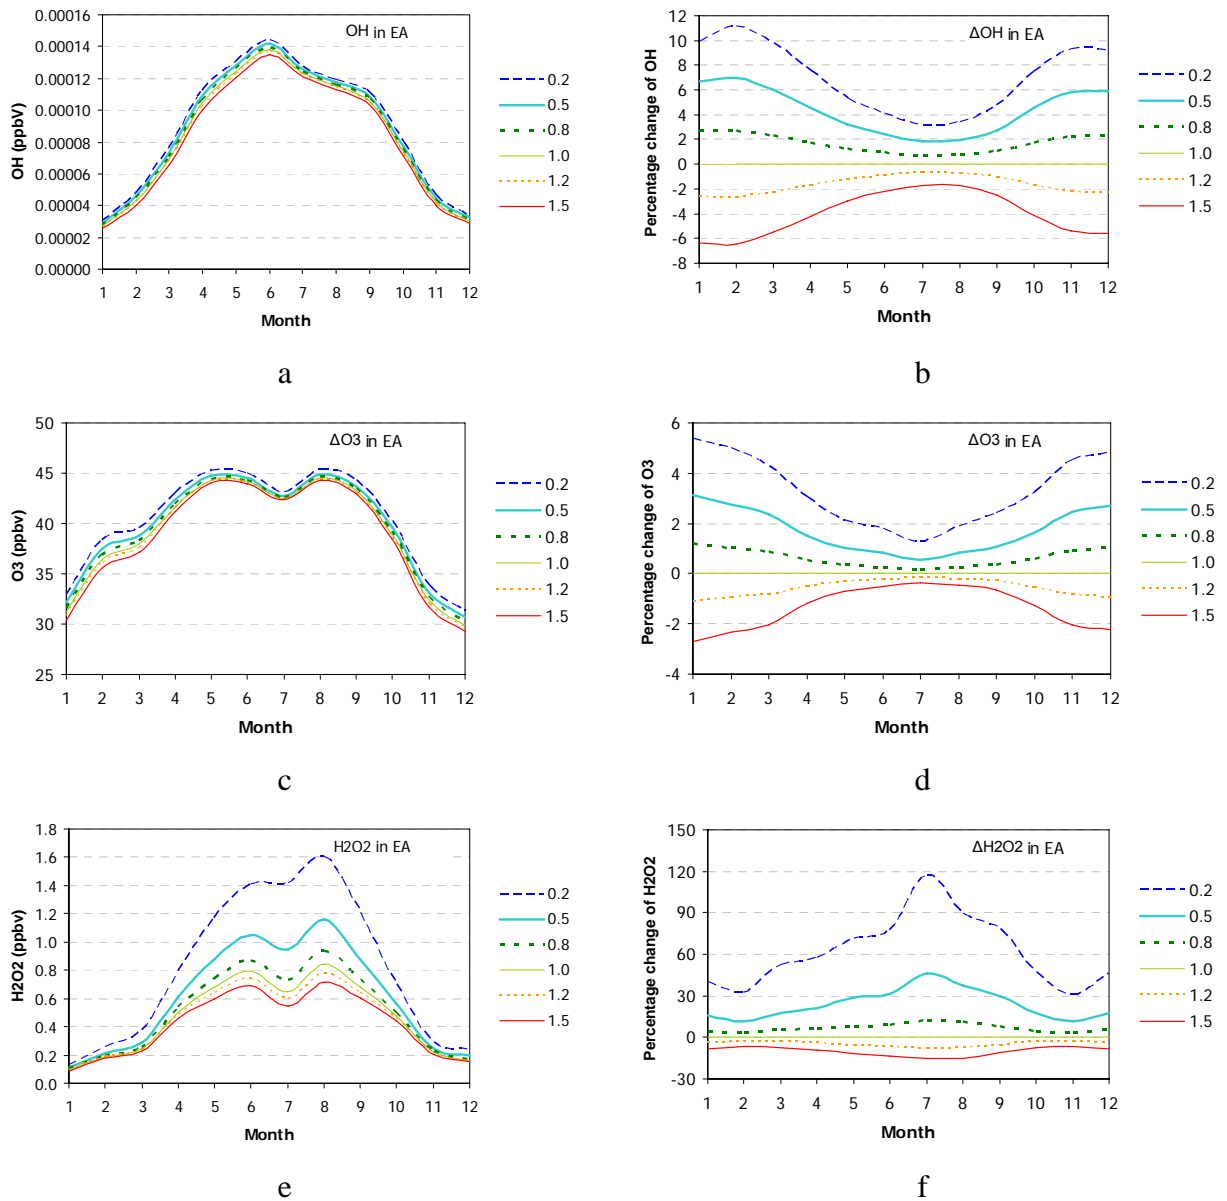 OH in EA
OH (ppbV)
0.00016
0.00014
0.00012
0.00010
0.00008
0.00006
0.00004
0.00002
0.00000
1 2 3 4 5 6 7 8 9 10 11 12
Month
0.2
0.5
0.8
1.0
1.2
1.5
a
ΔOH in EA
Percentage change of OH
12
10
8
6
4
2
0
-2
-4
-6
-8
1 2 3 4 5 6 7 8 9 10 11 12
Month
0.2
0.5
0.8
1.0
1.2
1.5
b
ΔO3 in EA
O3 (ppbv)
50
45
40
35
30
25
1 2 3 4 5 6 7 8 9 10 11 12
Month
0.2
0.5
0.8
1.0
1.2
1.5
c
ΔO3 in EA
Percentage change of O3
6
4
2
0
-2
-4
1 2 3 4 5 6 7 8 9 10 11 12
Month
0.2
0.5
0.8
1.0
1.2
1.5
d
H2O2 in EA
H2O2 (ppbv)
1.8
1.6
1.4
1.2
1.0
0.8
0.6
0.4
0.2
0.0
1 2 3 4 5 6 7 8 9 10 11 12
Month
0.2
0.5
0.8
1.0
1.2
1.5
e
ΔH2O2 in EA
Percentage change of H2O2
150
120
90
60
30
0
-30
1 2 3 4 5 6 7 8 9 10 11 12
Month
0.2
0.5
0.8
1.0
1.2
1.5
f